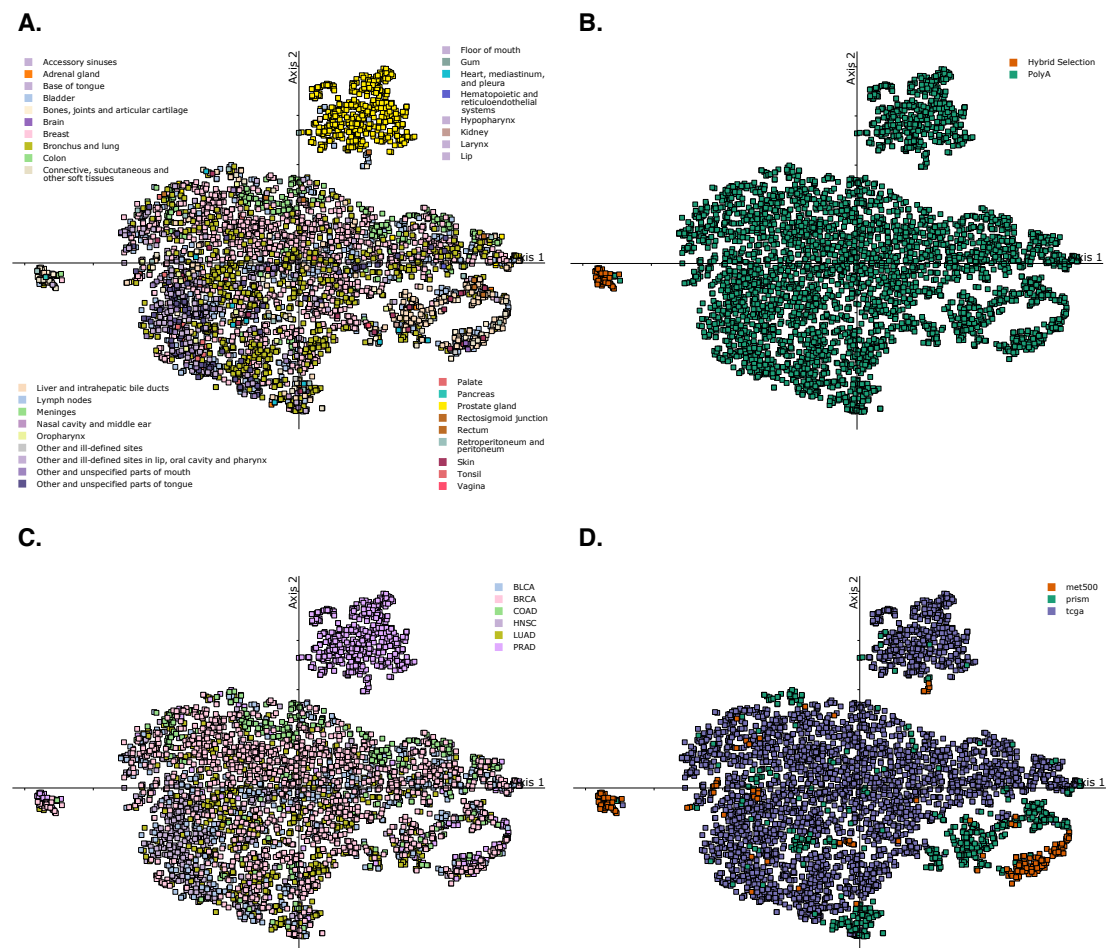 A.
Accessory sinuses
Adrenal gland
Base of tongue
Bladder
Bones, joints and articular cartilage
Brain
Breast
Bronchus and lung
Colon
Connective, subcutaneous and
other soft tissues
Axis 2
Floor of mouth
Gum
Heart, mediastinum,
and pleura
Hematopoietic and
reticuloendothelial
systems
Hypopharynx
Kidney
Larynx
Lip
Axis 1
Liver and intrahepatic bile ducts
Lymph nodes
Meninges
Nasal cavity and middle ear
Oropharynx
Other and ill-defined sites
Other and ill-defined sites in lip, oral cavity and pharynx
Other and unspecified parts of mouth
Other and unspecified parts of tongue
Palate
Pancreas
Prostate gland
Rectosigmoid junction
Rectum
Retroperitoneum and
peritoneum
Skin
Tonsil
Vagina
B.
Axis 2
Hybrid Selection
PolyA
Axis 1
C.
Axis 2
BLCA
BRCA
COAD
HNSC
LUAD
PRAD
Axis 1
D.
Axis 2
met500
prism
tcga
Axis 1